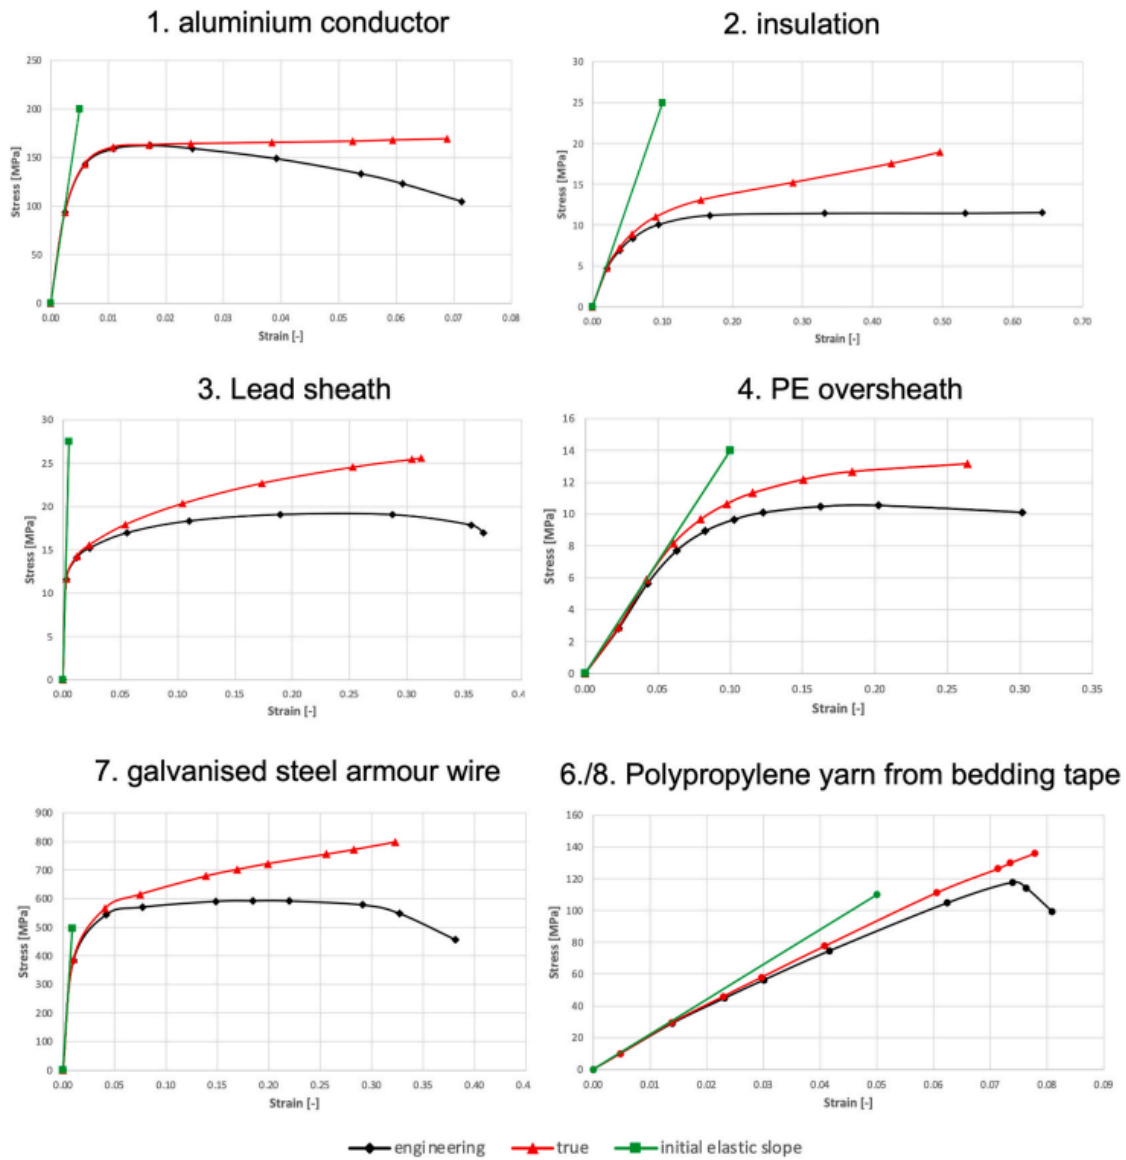 1. aluminium conductor
2. insulation
250
200
150
100
50
0
Stress [MPa]
0.00 0.01 0.02 0.03 0.04 0.05 0.06 0.07 0.08
Strain [-]
30
25
20
15
10
5
0
Stress [MPa]
0.00 0.10 0.20 0.30 0.40 0.50 0.60 0.70
Strain [-]
3. Lead sheath
4. PE oversheath
30
25
20
15
10
5
0
Stress [MPa]
0.00 0.05 0.10 0.15 0.20 0.25 0.30 0.35 0.4
Strain [-]
16
14
12
10
8
6
4
2
0
Stress [MPa]
0.00 0.05 0.10 0.15 0.20 0.25 0.30 0.35
Strain [-]
7. galvanised steel armour wire
6./8. Polypropylene yarn from bedding tape
900
800
700
600
500
400
300
200
100
0
Stress [MPa]
0.00 0.05 0.10 0.15 0.20 0.25 0.30 0.35 0.40 0.4
Strain [-]
160
140
120
100
80
60
40
20
0
Stress [MPa]
0.00 0.01 0.02 0.03 0.04 0.05 0.06 0.07 0.08 0.09
Strain [-]
engineering true initial elastic slope